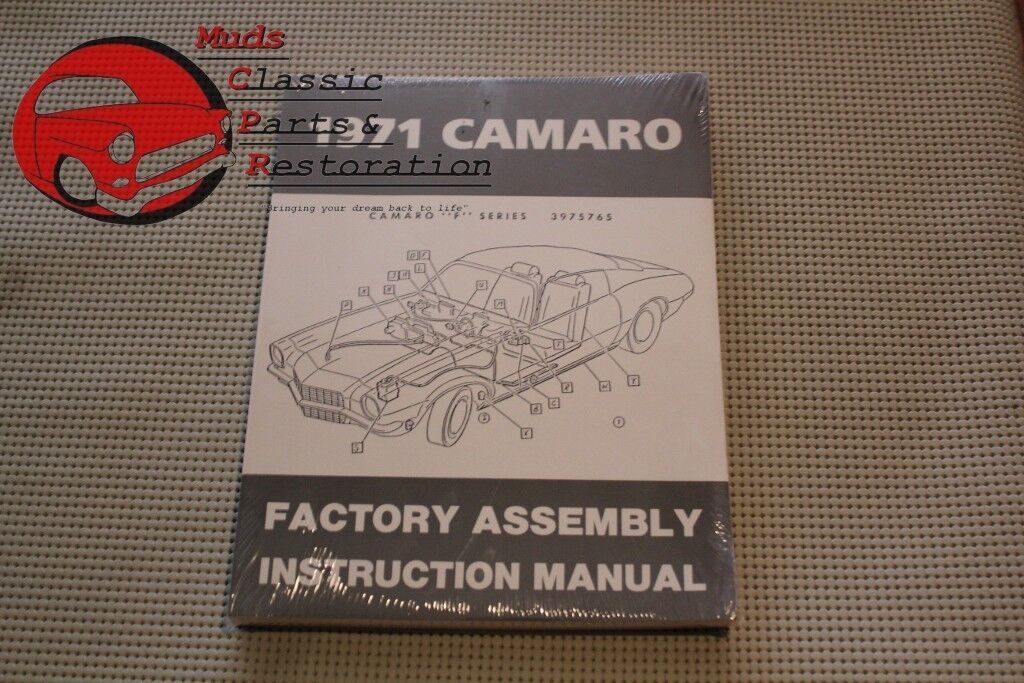 Muds
Classic
Parts &
Restoration
"Bringing your dream back to life"
1971 CAMARO
CAMARO "F" SERIES 3975765
FACTORY ASSEMBLY
INSTRUCTION MANUAL